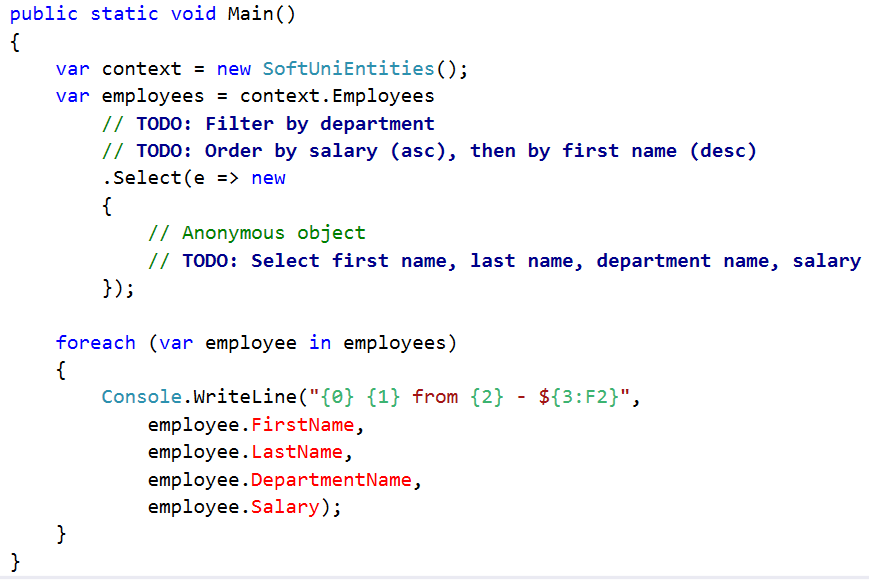 public static void Main()
{
    var context = new SoftUniEntities();
    var employees = context.Employees
        // TODO: Filter by department
        // TODO: Order by salary (asc), then by first name (desc)
        .Select(e => new
        {
            // Anonymous object
            // TODO: Select first name, last name, department name, salary
        });

    foreach (var employee in employees)
    {
        Console.WriteLine("{0} {1} from {2} - ${3:F2}",
            employee.FirstName,
            employee.LastName,
            employee.DepartmentName,
            employee.Salary);
    }
}